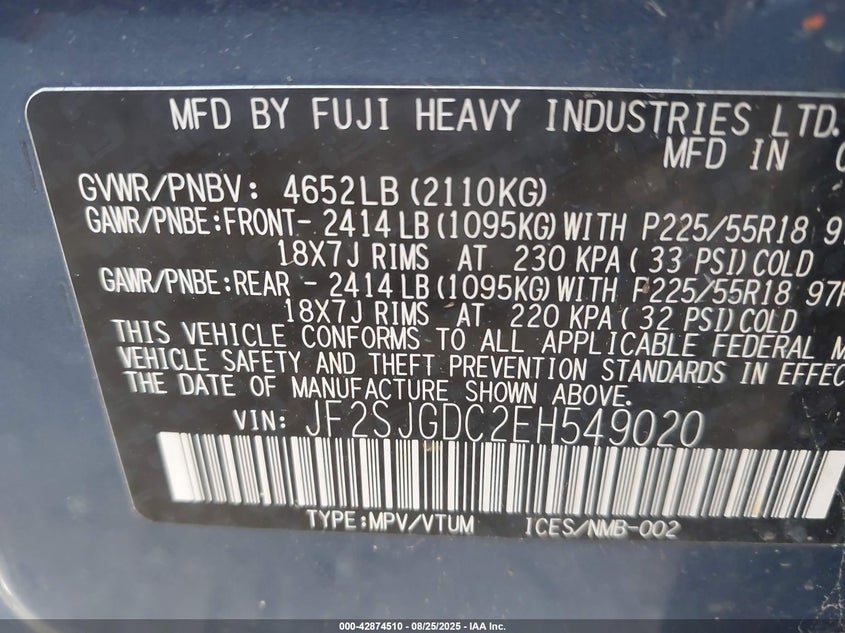 MFD BY FUJI HEAVY INDUSTRIES LTD.
MFD IN
GVWR/PNBV: 4652LB (2110KG)
GAWR/PNBE:FRONT- 2414 LB (1095KG) WITH P225/55R18
18X7J RIMS AT 230 KPA ( 33 PSI) COLD
GAWR/PNBE:REAR - 2414 LB (1095KG) WITH P225/55R18 97H
18X7J RIMS AT 220 KPA ( 32 PSI) COLD
THIS VEHICLE CONFORMS TO ALL APPLICABLE FEDERAL
VEHICLE SAFETY AND THEFT PREVENTION STANDARDS IN EFFEC
THE DATE OF MANUFACTURE SHOWN ABOVE.
VIN: JF2SJGDC2EH549020
TYPE:MPV/VTUM ICES/NMB-002
000-42874510 - 08/25/2025 - IAA Inc.